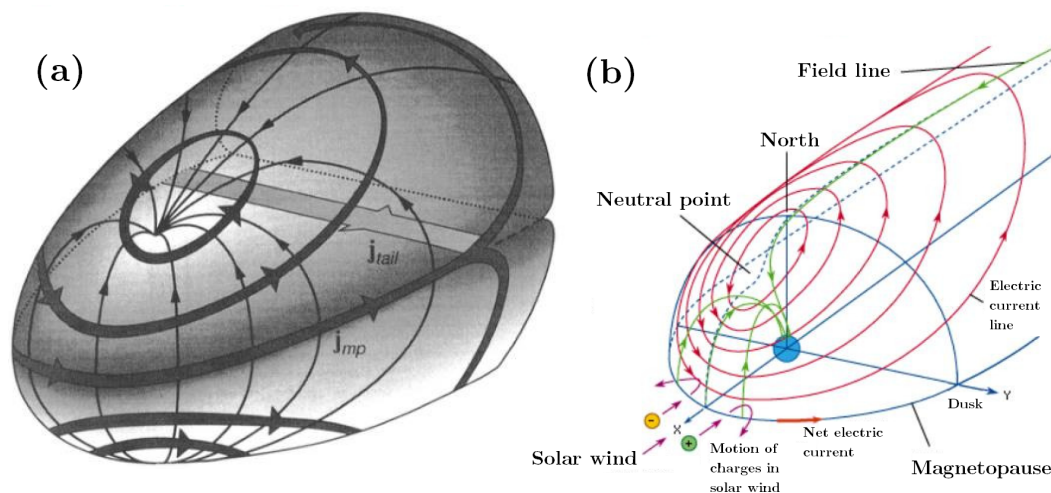 (a)
j_tail
j_mp
(b)
Field line
North
Neutral point
Electric
current
line
Dusk
Y
X
−
+
Solar wind
Motion of
charges in
solar wind
Net electric
current
Magnetopause